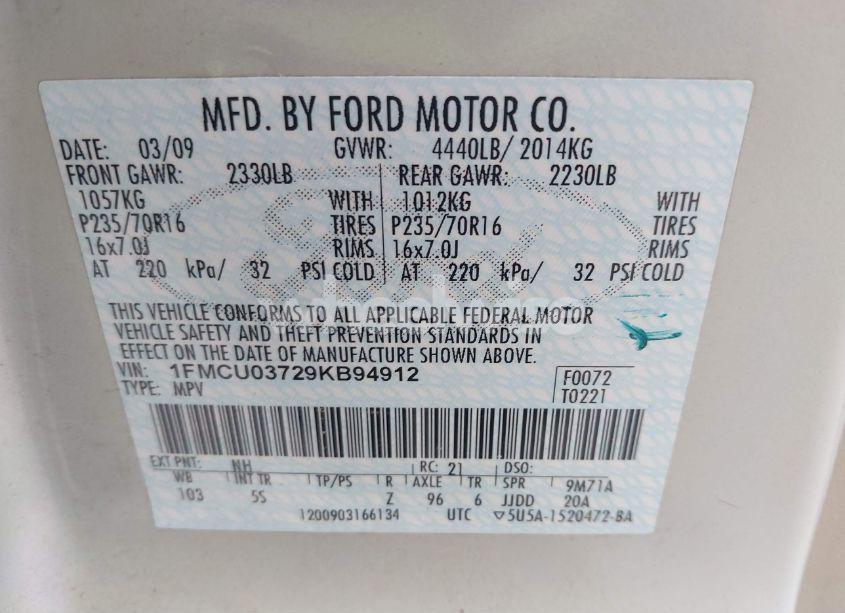 MFD. BY FORD MOTOR CO.
DATE: 03/09 GVWR: 4440LB/ 2014KG
FRONT GAWR: 2330LB REAR GAWR: 2230LB
1057KG WITH 1012KG WITH
P235/70R16 TIRES P235/70R16 TIRES
16x7.0J RIMS 16x7.0J RIMS
AT 220 kPa/ 32 PSI COLD AT 220 kPa/ 32 PSI COLD
THIS VEHICLE CONFORMS TO ALL APPLICABLE FEDERAL MOTOR
VEHICLE SAFETY AND THEFT PREVENTION STANDARDS IN
EFFECT ON THE DATE OF MANUFACTURE SHOWN ABOVE.
VIN: 1FMCU03729KB94912 F0072
TYPE: MPV T0221
EXT PNT: NH RC: 21 DSO:
WB INT TR TP/PS R AXLE TR SPR 9M71A
103 5S Z 96 6 JJDD 20A
1200903166134 UTC ▽5U5A-1520472-BA